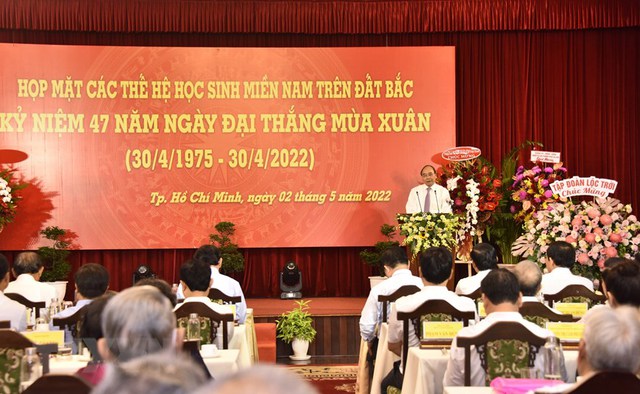 HỌP MẶT CÁC THẾ HỆ HỌC SINH MIỀN NAM TRÊN ĐẤT BẮC
KỶ NIỆM 47 NĂM NGÀY ĐẠI THẮNG MÙA XUÂN
(30/4/1975 - 30/4/2022)
Tp. Hồ Chí Minh, ngày 02 tháng 5 năm 2022
TẬP ĐOÀN LỘC TRỜI
Chúc Mừng